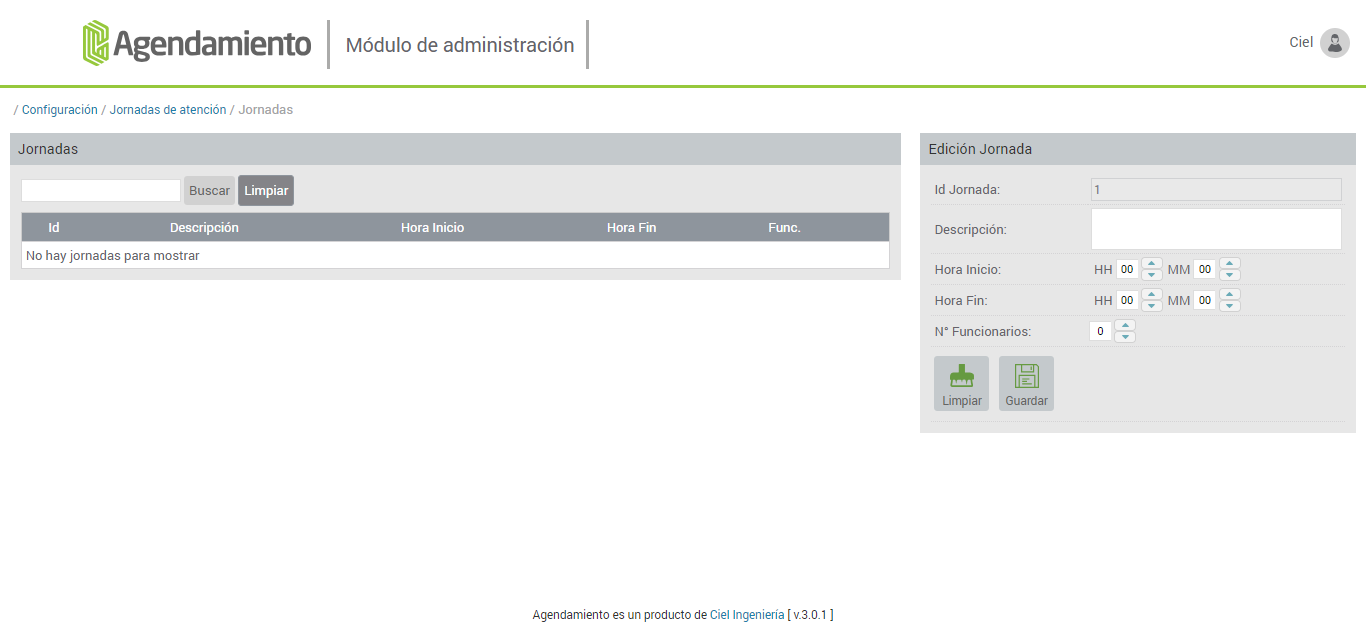 Agendamiento
Módulo de administración
Ciel
/ Configuración / Jornadas de atención / Jornadas
Jornadas
Buscar
Limpiar
Id Descripción Hora Inicio Hora Fin Func.
No hay jornadas para mostrar
Edición Jornada
Id Jornada: 1
Descripción:
Hora Inicio: HH 00 MM 00
Hora Fin: HH 00 MM 00
N° Funcionarios: 0
Limpiar
Guardar
Agendamiento es un producto de Ciel Ingeniería [ v.3.0.1 ]